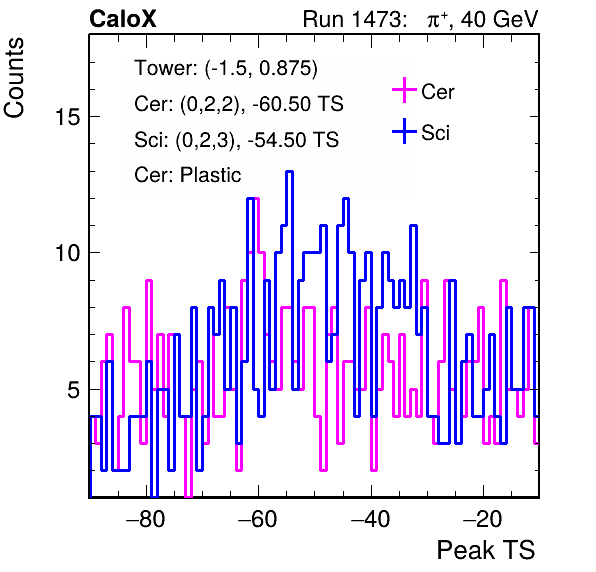 CaloX Run 1473: π⁺, 40 GeV
Counts
Tower: (-1.5, 0.875)
Cer: (0,2,2), -60.50 TS
Sci: (0,2,3), -54.50 TS
Cer: Plastic
Cer
Sci
15
10
5
−80 −60 −40 −20
Peak TS